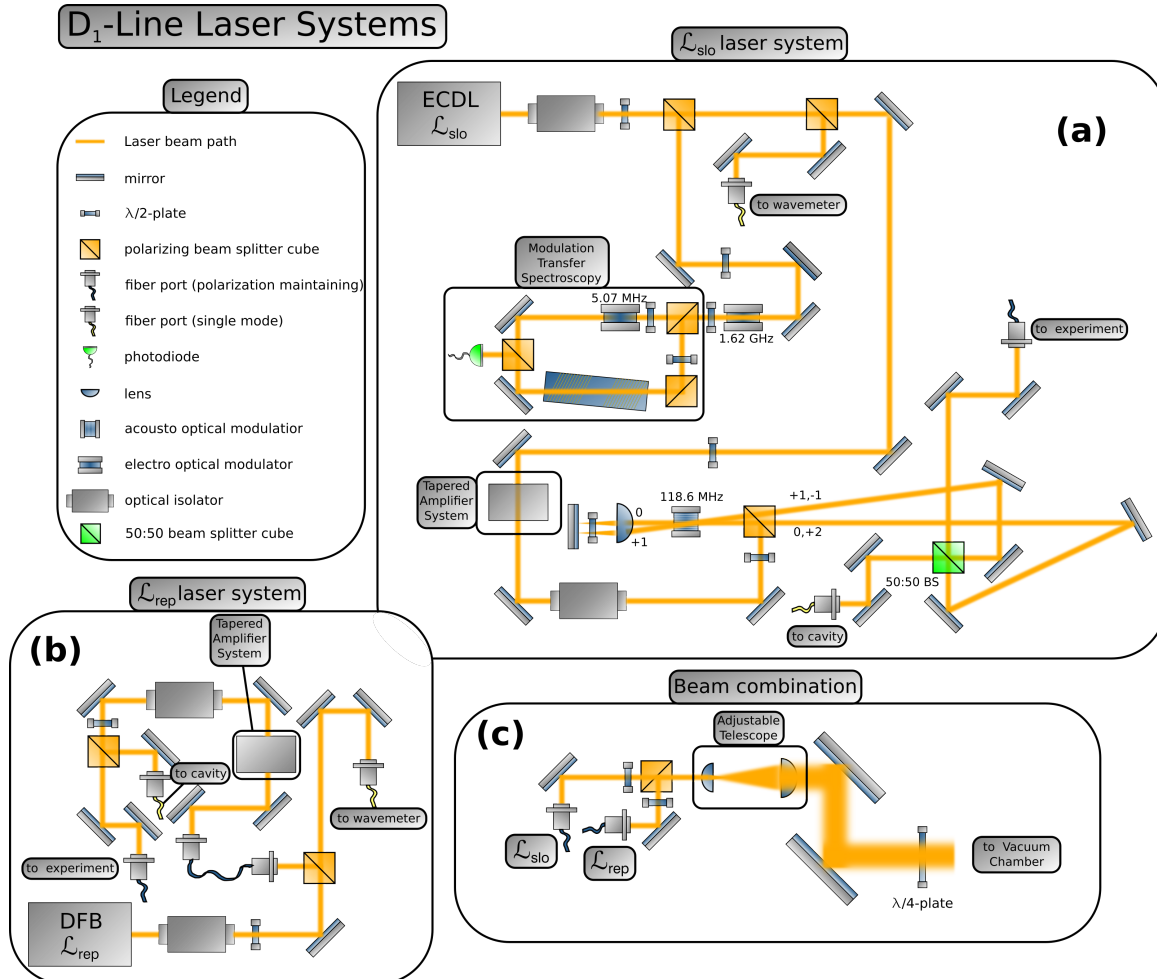 D1-Line Laser Systems
ℒslo laser system
Legend
Laser beam path
mirror
λ/2-plate
polarizing beam splitter cube
fiber port (polarization maintaining)
fiber port (single mode)
photodiode
lens
acousto optical modulatior
electro optical modulator
optical isolator
50:50 beam splitter cube
ECDL
ℒslo
(a)
to wavemeter
Modulation
Transfer
Spectroscopy
5.07 MHz
1.62 GHz
to experiment
Tapered
Amplifier
System
118.6 MHz
0
+1
+1,-1
0,+2
50:50 BS
to cavity
ℒrep laser system
(b)
Tapered
Amplifier
System
to cavity
to wavemeter
to experiment
DFB
ℒrep
Beam combination
(c)
Adjustable
Telescope
ℒslo
ℒrep
to Vacuum
Chamber
λ/4-plate